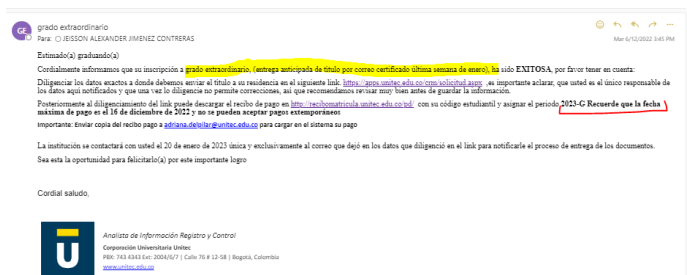 GE
grado extraordinario
Para: JEISSON ALEXANDER JIMENEZ CONTRERAS
Mar 6/12/2022 3:45 PM
Estimado(a) graduando(a)
Cordialmente informamos que su inscripción a grado extraordinario, (entrega anticipada de titulo por correo certificado última semana de enero), ha sido EXITOSA, por favor tener en cuenta:
Diligenciar los datos exactos a donde debemos enviar el título a su residencia en el siguiente link. https://apps.unitec.edu.co/crm/solicitud.aspx ,es importante aclarar, que usted es el único responsable de
los datos aquí notificados y que una vez lo diligencie no permite correcciones, así que recomendamos revisar muy bien antes de guardar la información.
Posteriormente al diligenciamiento del link puede descargar el recibo de pago en http://recibomatricula.unitec.edu.co/pd/ con su código estudiantil y asignar el periodo 2023-G Recuerde que la fecha
máxima de pago es el 16 de diciembre de 2022 y no se pueden aceptar pagos extemporáneos
Importante: Enviar copia del recibo pago a adriana.delpilar@unitec.edu.co para cargar en el sistema su pago
La institución se contactará con usted el 20 de enero de 2023 única y exclusivamente al correo que dejó en los datos que diligenció en el link para notificarle el proceso de entrega de los documentos.
Sea esta la oportunidad para felicitarlo(a) por este importante logro
Cordial saludo,
Analista de Información Registro y Control
Corporación Universitaria Unitec
PBX: 743 4343 Ext: 2004/6/7 | Calle 76 # 12-58 | Bogotá, Colombia
www.unitec.edu.co